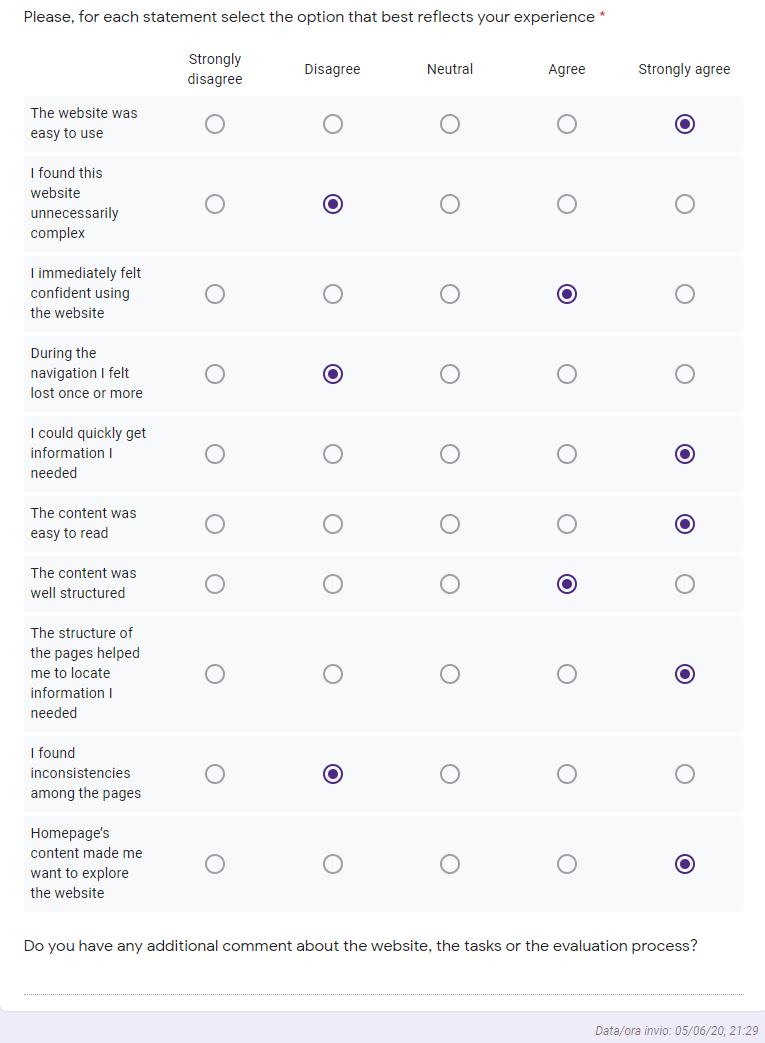 Please, for each statement select the option that best reflects your experience *
Strongly
disagree
Disagree
Neutral
Agree
Strongly agree
The website was
easy to use
I found this
website
unnecessarily
complex
I immediately felt
confident using
the website
During the
navigation I felt
lost once or more
I could quickly get
information I
needed
The content was
easy to read
The content was
well structured
The structure of
the pages helped
me to locate
information I
needed
I found
inconsistencies
among the pages
Homepage's
content made me
want to explore
the website
Do you have any additional comment about the website, the tasks or the evaluation process?
Data/ora invio: 05/06/20, 21:29